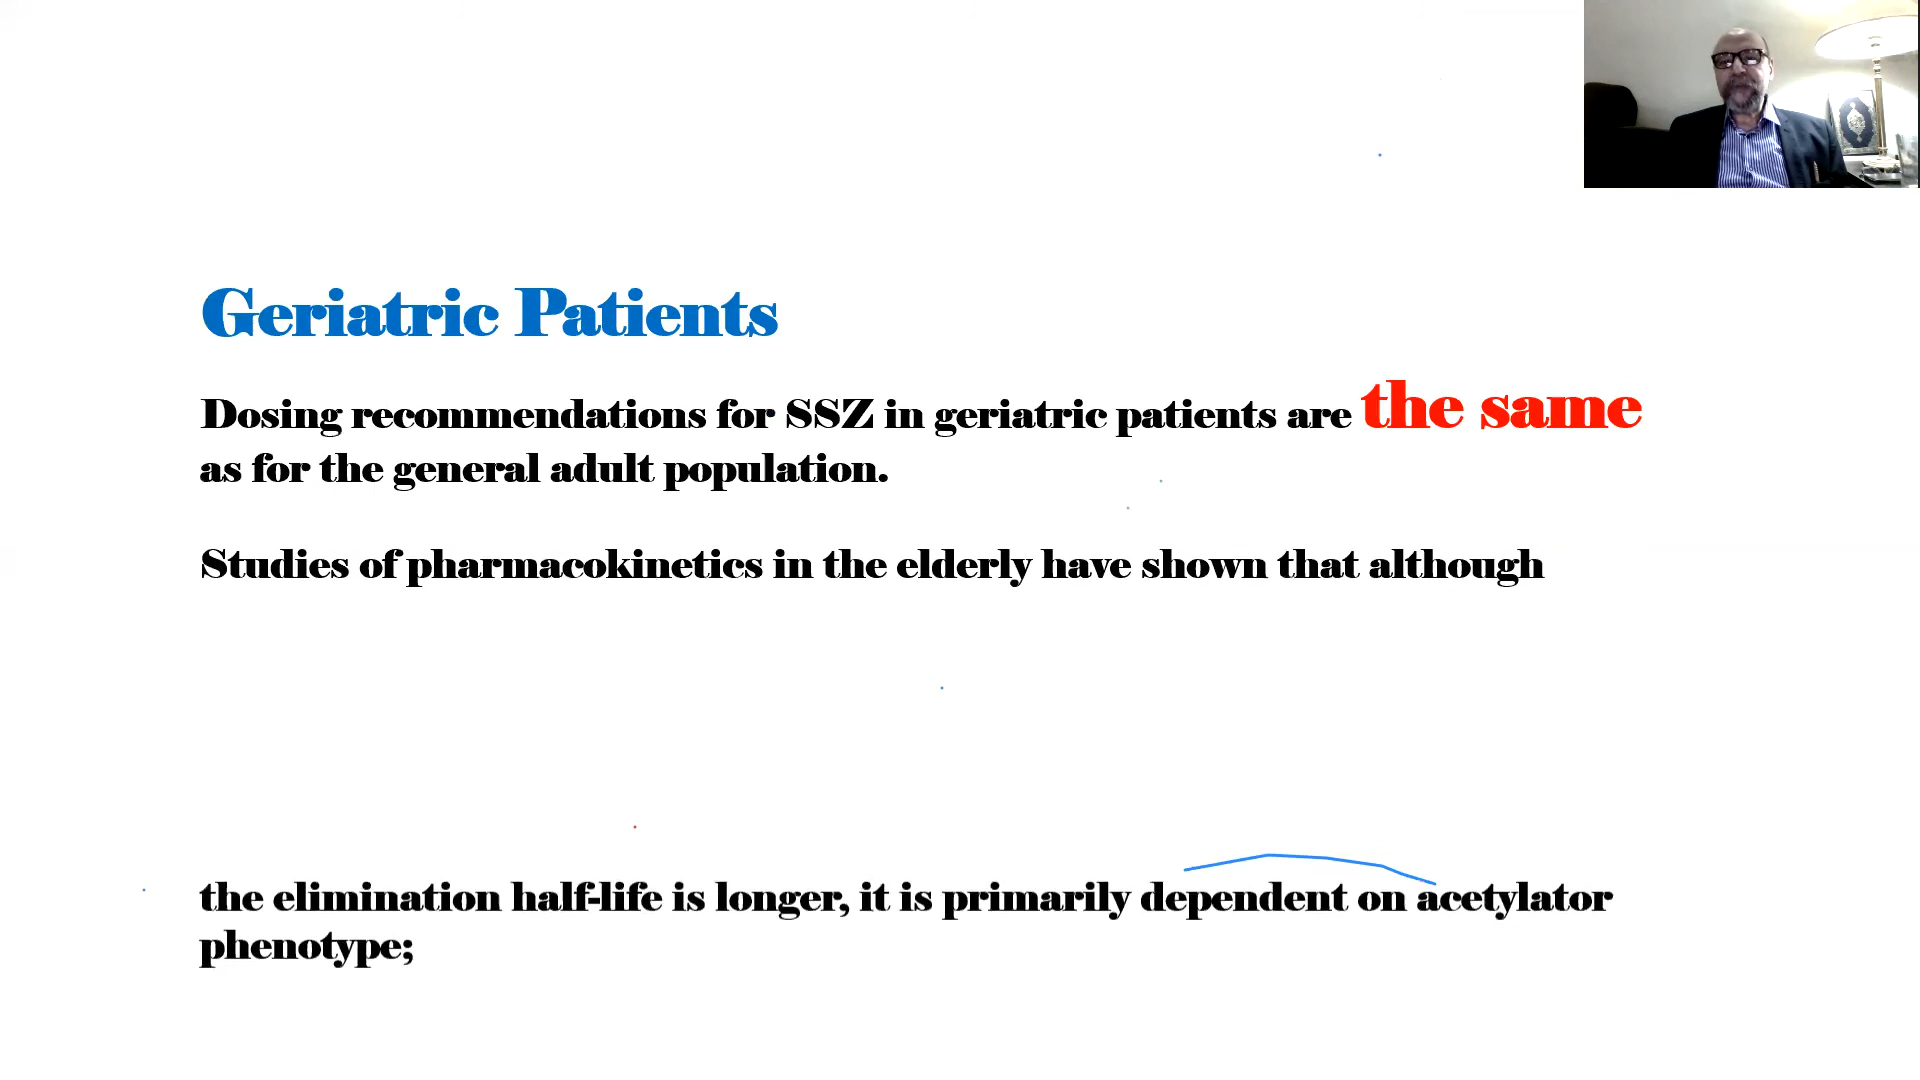 Geriatric Patients
Dosing recommendations for SSZ in geriatric patients are the same
as for the general adult population.
Studies of pharmacokinetics in the elderly have shown that although
the elimination half-life is longer, it is primarily dependent on acetylator
phenotype;